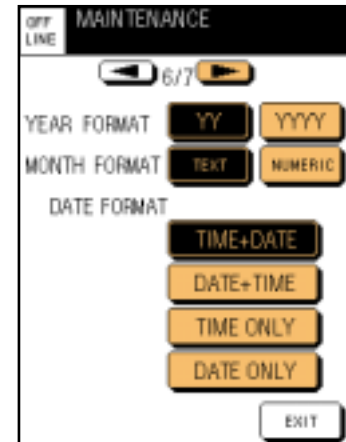 OFF LINE MAINTENANCE
6/7
YEAR FORMAT YY YYYY
MONTH FORMAT TEXT NUMERIC
DATE FORMAT
TIME+DATE
DATE+TIME
TIME ONLY
DATE ONLY
EXIT